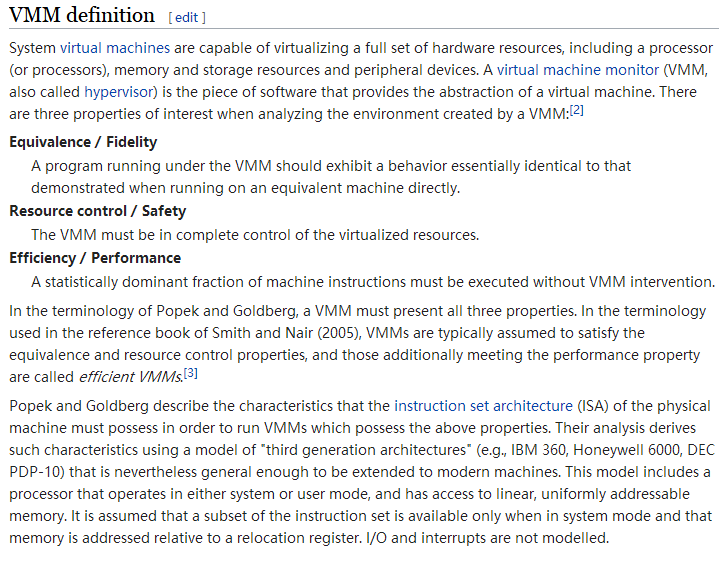 VMM definition [ edit ]
System virtual machines are capable of virtualizing a full set of hardware resources, including a processor
(or processors), memory and storage resources and peripheral devices. A virtual machine monitor (VMM,
also called hypervisor) is the piece of software that provides the abstraction of a virtual machine. There
are three properties of interest when analyzing the environment created by a VMM:[2]
Equivalence / Fidelity
A program running under the VMM should exhibit a behavior essentially identical to that
demonstrated when running on an equivalent machine directly.
Resource control / Safety
The VMM must be in complete control of the virtualized resources.
Efficiency / Performance
A statistically dominant fraction of machine instructions must be executed without VMM intervention.
In the terminology of Popek and Goldberg, a VMM must present all three properties. In the terminology
used in the reference book of Smith and Nair (2005), VMMs are typically assumed to satisfy the
equivalence and resource control properties, and those additionally meeting the performance property
are called efficient VMMs.[3]
Popek and Goldberg describe the characteristics that the instruction set architecture (ISA) of the physical
machine must possess in order to run VMMs which possess the above properties. Their analysis derives
such characteristics using a model of "third generation architectures" (e.g., IBM 360, Honeywell 6000, DEC
PDP-10) that is nevertheless general enough to be extended to modern machines. This model includes a
processor that operates in either system or user mode, and has access to linear, uniformly addressable
memory. It is assumed that a subset of the instruction set is available only when in system mode and that
memory is addressed relative to a relocation register. I/O and interrupts are not modelled.